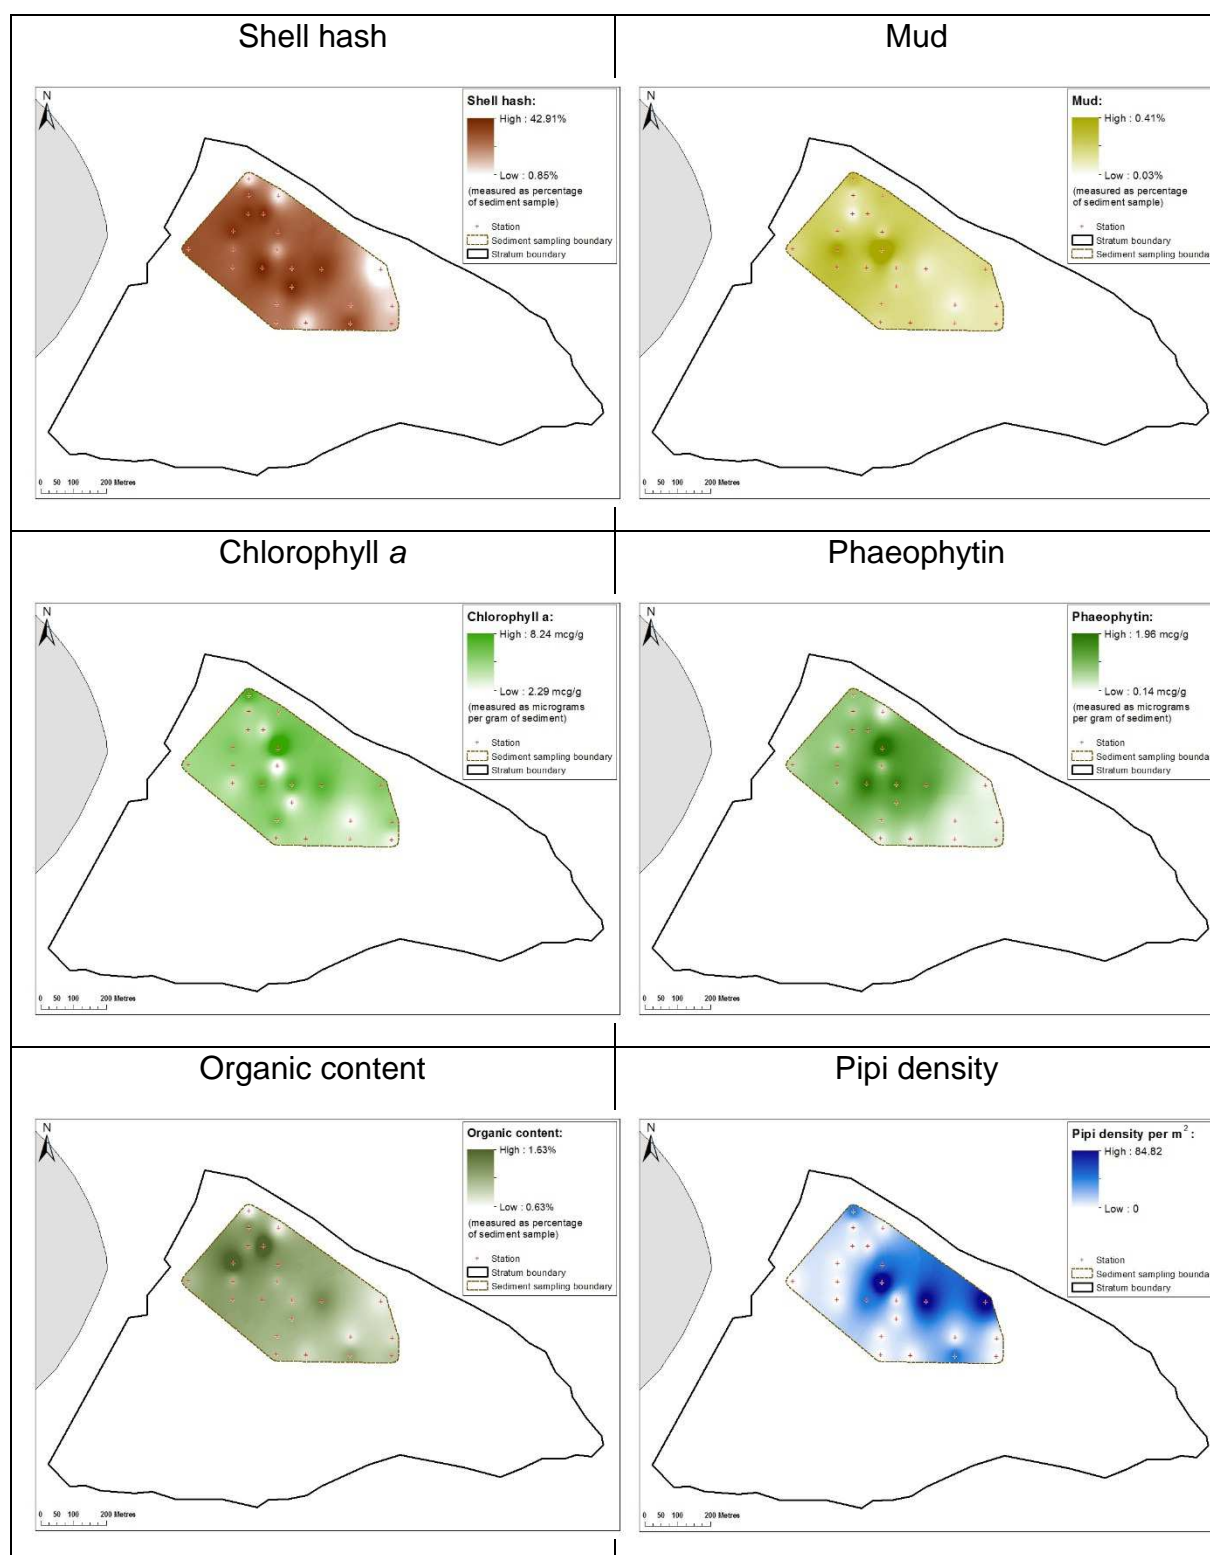 Shell hash
N
Shell hash:
High : 42.91%
Low : 0.85%
(measured as percentage
of sediment sample)
Station
Sediment sampling boundary
Stratum boundary
0 50 100 200 Metres
Mud
N
Mud:
High : 0.41%
Low : 0.03%
(measured as percentage
of sediment sample)
Station
Stratum boundary
Sediment sampling bounda
0 50 100 200 Metres
Chlorophyll a
N
Chlorophyll a:
High : 8.24 mcg/g
Low : 2.29 mcg/g
(measured as micrograms
per gram of sediment)
Station
Sediment sampling boundary
Stratum boundary
0 50 100 200 Metres
Phaeophytin
N
Phaeophytin:
High : 1.96 mcg/g
Low : 0.14 mcg/g
(measured as micrograms
per gram of sediment)
Station
Sediment sampling bounda
Stratum boundary
0 50 100 200 Metres
Organic content
N
Organic content:
High : 1.63%
Low : 0.63%
(measured as percentage
of sediment sample)
Station
Stratum boundary
Sediment sampling boundary
0 50 100 200 Metres
Pipi density
N
Pipi density per m²:
High : 84.82
Low : 0
Station
Sediment sampling bounda
Stratum boundary
0 50 100 200 Metres